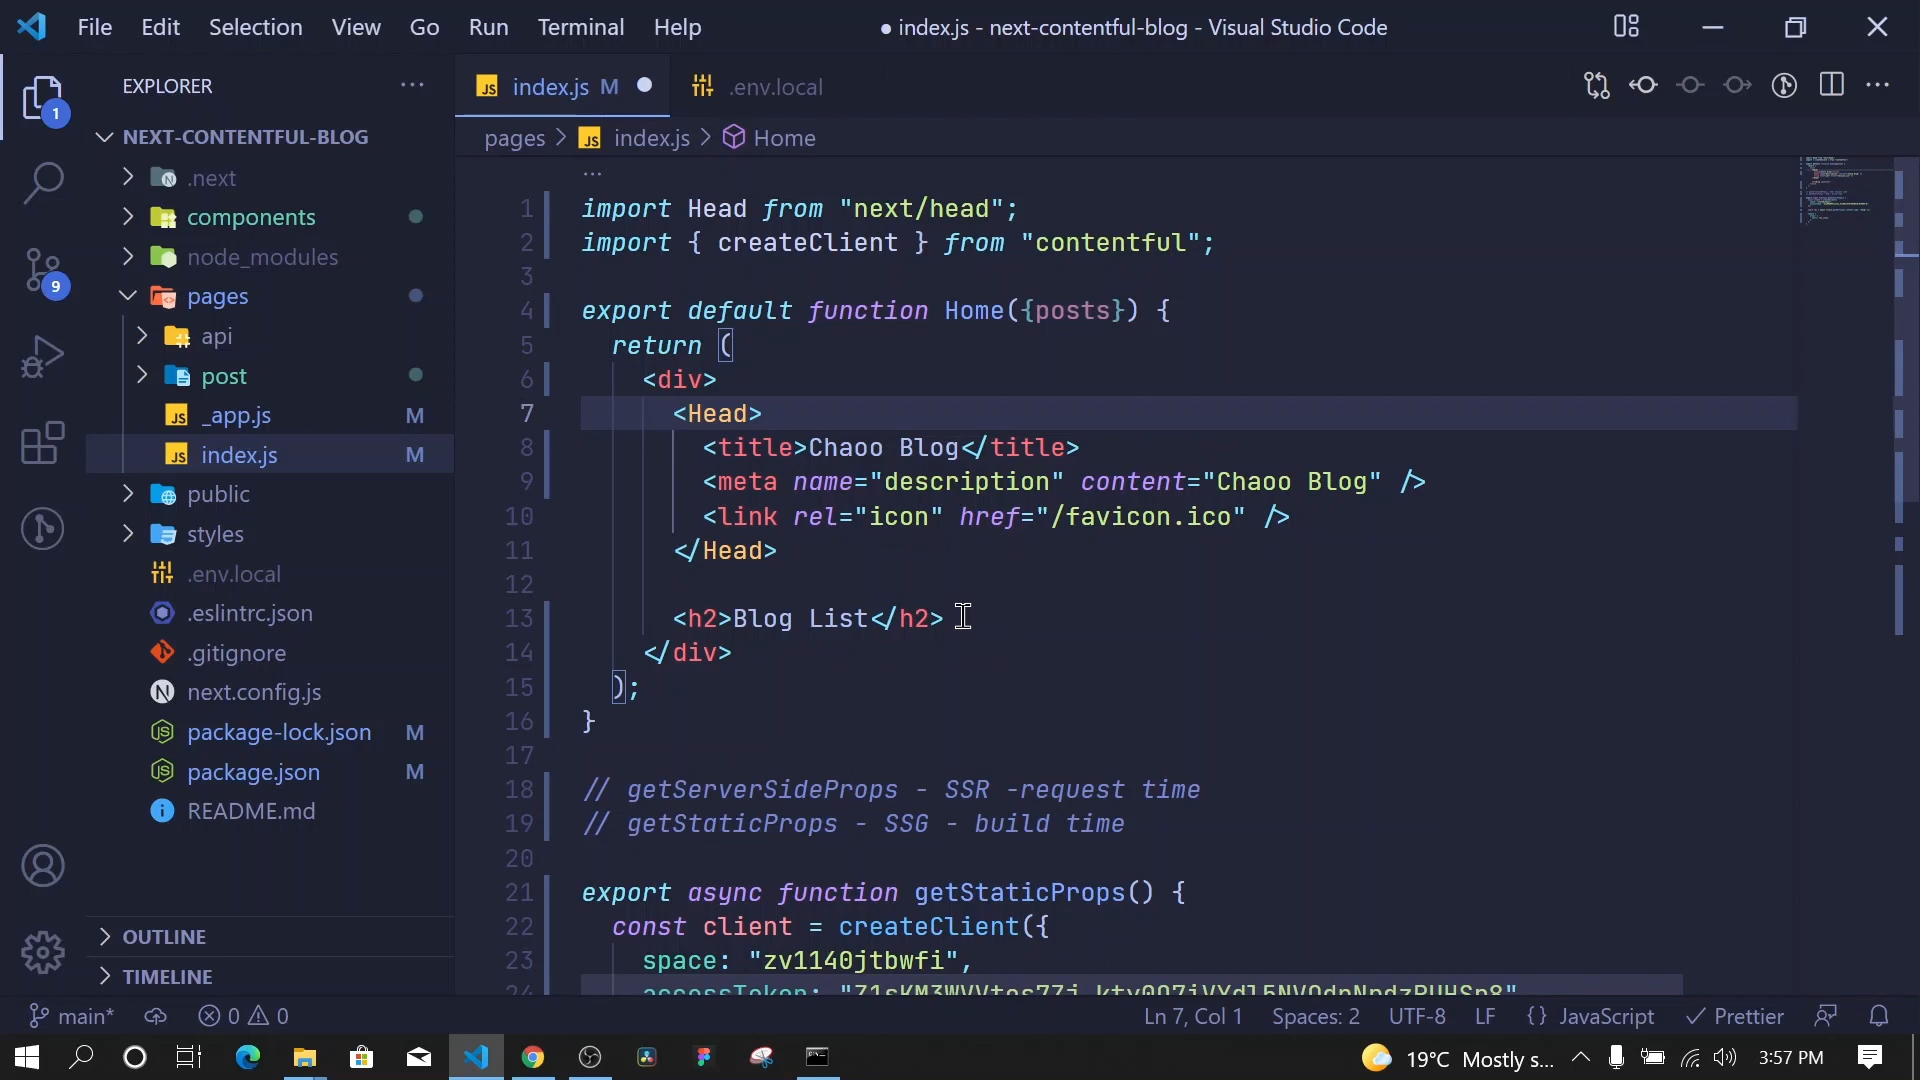 File Edit Selection View Go Run Terminal Help
● index.js - next-contentful-blog - Visual Studio Code
EXPLORER
index.js M
.env.local
NEXT-CONTENTFUL-BLOG
pages > index.js > Home
.next
components
node_modules
pages
api
post
_app.js M
index.js M
public
styles
.env.local
.eslintrc.json
.gitignore
next.config.js
package-lock.json M
package.json M
README.md
OUTLINE
TIMELINE
1
9
1 import Head from "next/head";
2 import { createClient } from "contentful";
3
4 export default function Home({posts}) {
5 return (
6 <div>
7 <Head>
8 <title>Chaoo Blog</title>
9 <meta name="description" content="Chaoo Blog" />
10 <link rel="icon" href="/favicon.ico" />
11 </Head>
12
13 <h2>Blog List</h2>
14 </div>
15 );
16 }
17
18 // getServerSideProps - SSR -request time
19 // getStaticProps - SSG - build time
20
21 export async function getStaticProps() {
22 const client = createClient({
23 space: "zv1140jtbwfi",
24 accessToken:
main* 0 0
Ln 7, Col 1 Spaces: 2 UTF-8 LF {} JavaScript Prettier
19°C Mostly s... 3:57 PM